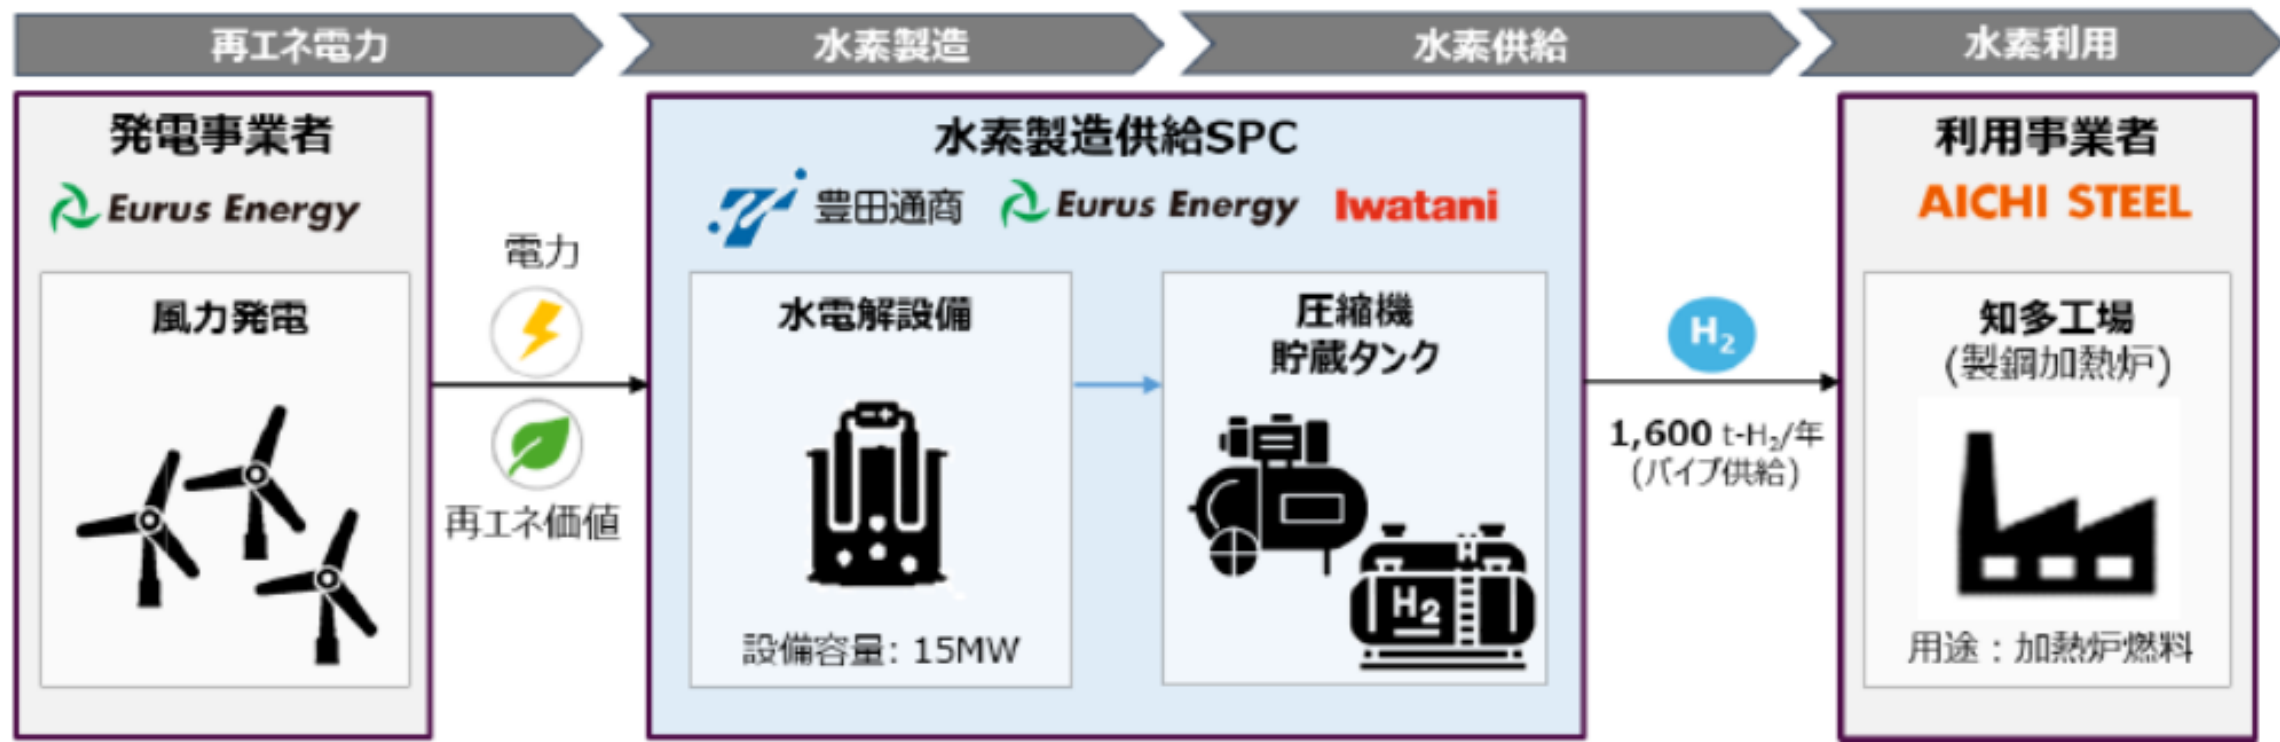 再エネ電力
水素製造
水素供給
水素利用
発電事業者
Eurus Energy
風力発電
電力
再エネ価値
水素製造供給SPC
豊田通商
Eurus Energy
Iwatani
水電解設備
設備容量: 15MW
圧縮機
貯蔵タンク
H2
H₂
1,600 t-H₂/年
(パイプ供給)
利用事業者
AICHI STEEL
知多工場
(製鋼加熱炉)
用途：加熱炉燃料